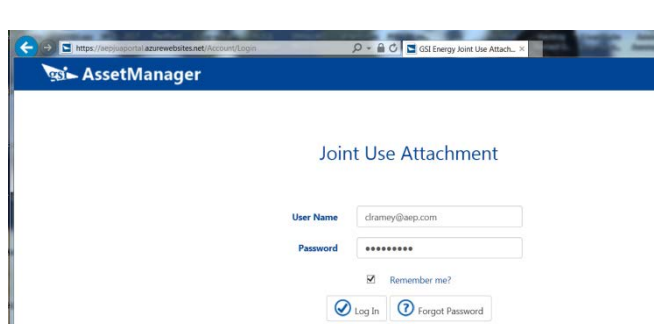 https://aepjuaportal.azurewebsites.net/Account/Login
GSI Energy Joint Use Attach...
gsi AssetManager
Joint Use Attachment
User Name clramey@aep.com
Password •••••••••
Remember me?
Log In Forgot Password